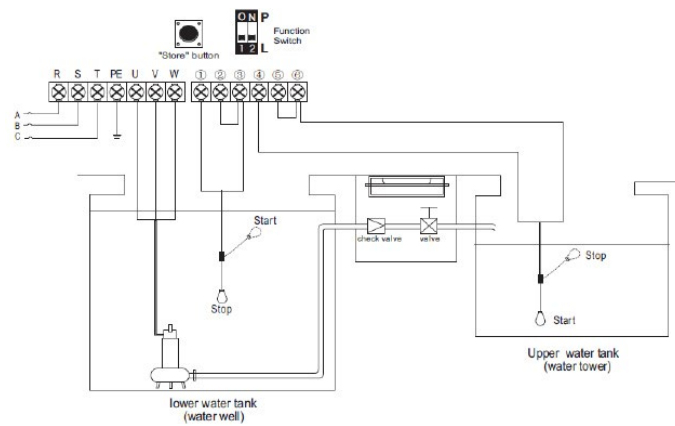 ON P
Function
Switch
1 2 L
"Store" button
R S T PE U V W ① ② ③ ④ ⑤ ⑥
A
B
C
Start
Stop
check valve
valve
Stop
Start
Upper water tank
(water tower)
lower water tank
(water well)